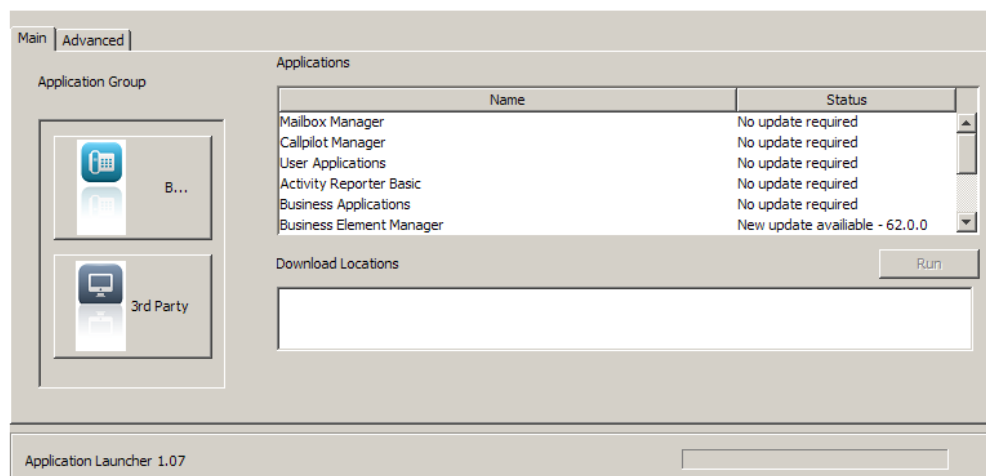 Main Advanced
Application Group
Applications
Name Status
Mailbox Manager No update required
Callpilot Manager No update required
User Applications No update required
Activity Reporter Basic No update required
Business Applications No update required
Business Element Manager New update availiable - 62.0.0
B...
3rd Party
Download Locations Run
Application Launcher 1.07